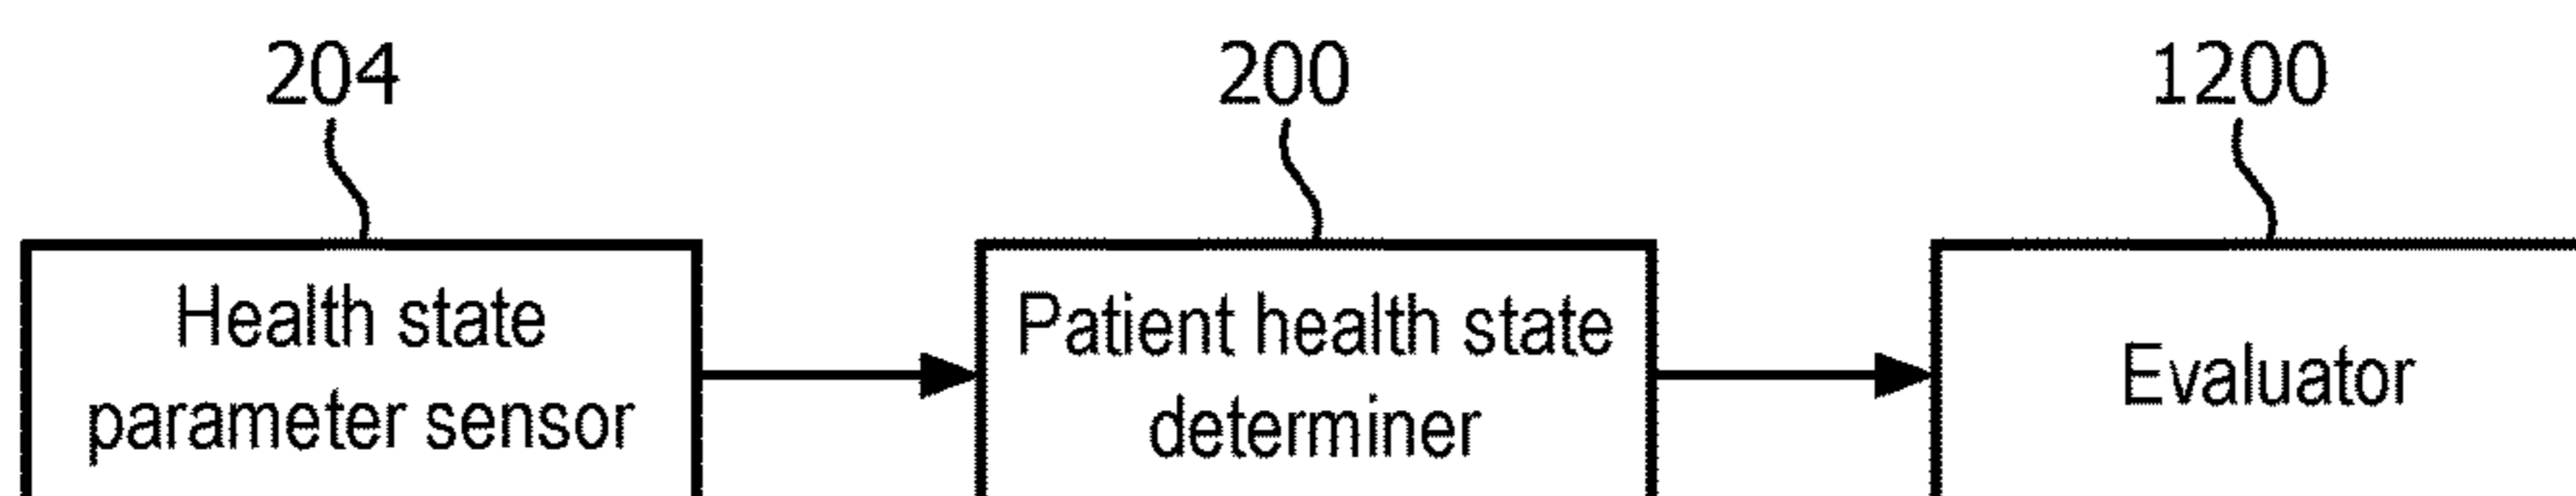 204
200
1200
Health state
parameter sensor
Patient health state
determiner
Evaluator